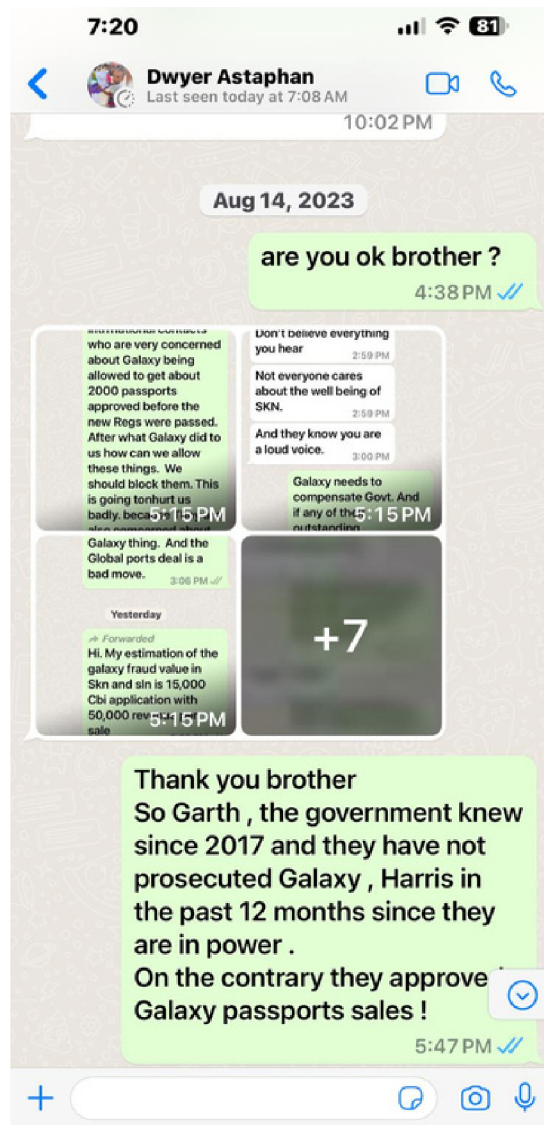 7:20
81
Dwyer Astaphan
Last seen today at 7:08 AM
10:02 PM
Aug 14, 2023
are you ok brother ?
4:38 PM
who are very concerned
about Galaxy being
allowed to get about
2000 passports
approved before the
new Regs were passed.
After what Galaxy did to
us how can we allow
these things. We
should block them. This
is going tonhurt us
badly.
5:15 PM
Don't believe everything
you hear
2:59 PM
Not everyone cares
about the well being of
SKN.
2:59 PM
And they know you are
a loud voice.
3:00 PM
Galaxy needs to
compensate Govt. And
if any of the
outstanding
5:15 PM
Galaxy thing. And the
Global ports deal is a
bad move.
3:06 PM
Yesterday
Forwarded
Hi. My estimation of the
galaxy fraud value in
Skn and sln is 15,000
Cbi application with
50,000
sale
5:15 PM
+7
Thank you brother
So Garth , the government knew
since 2017 and they have not
prosecuted Galaxy , Harris in
the past 12 months since they
are in power .
On the contrary they approve
Galaxy passports sales !
5:47 PM